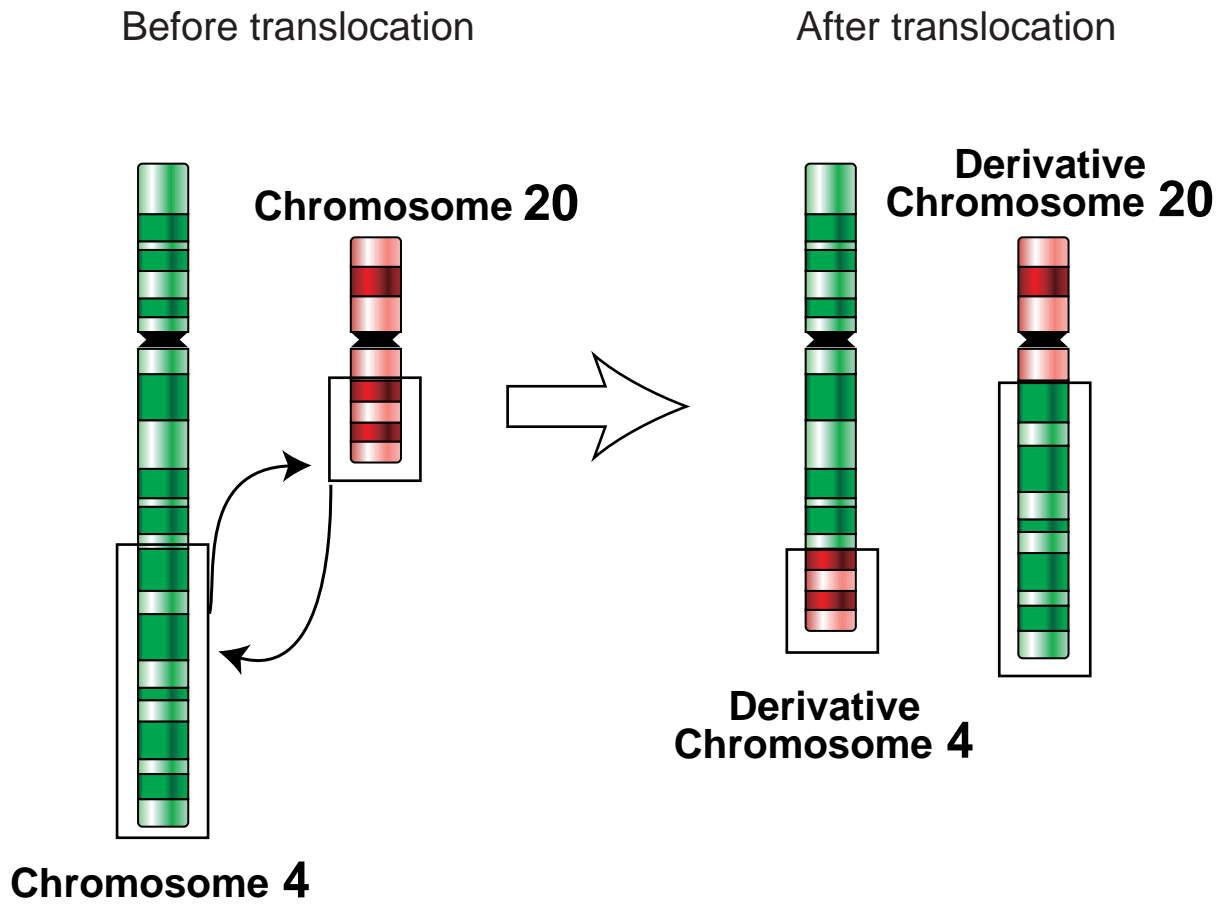 Before translocation
After translocation
Chromosome 20
Derivative
Chromosome 20
Derivative
Chromosome 4
Chromosome 4